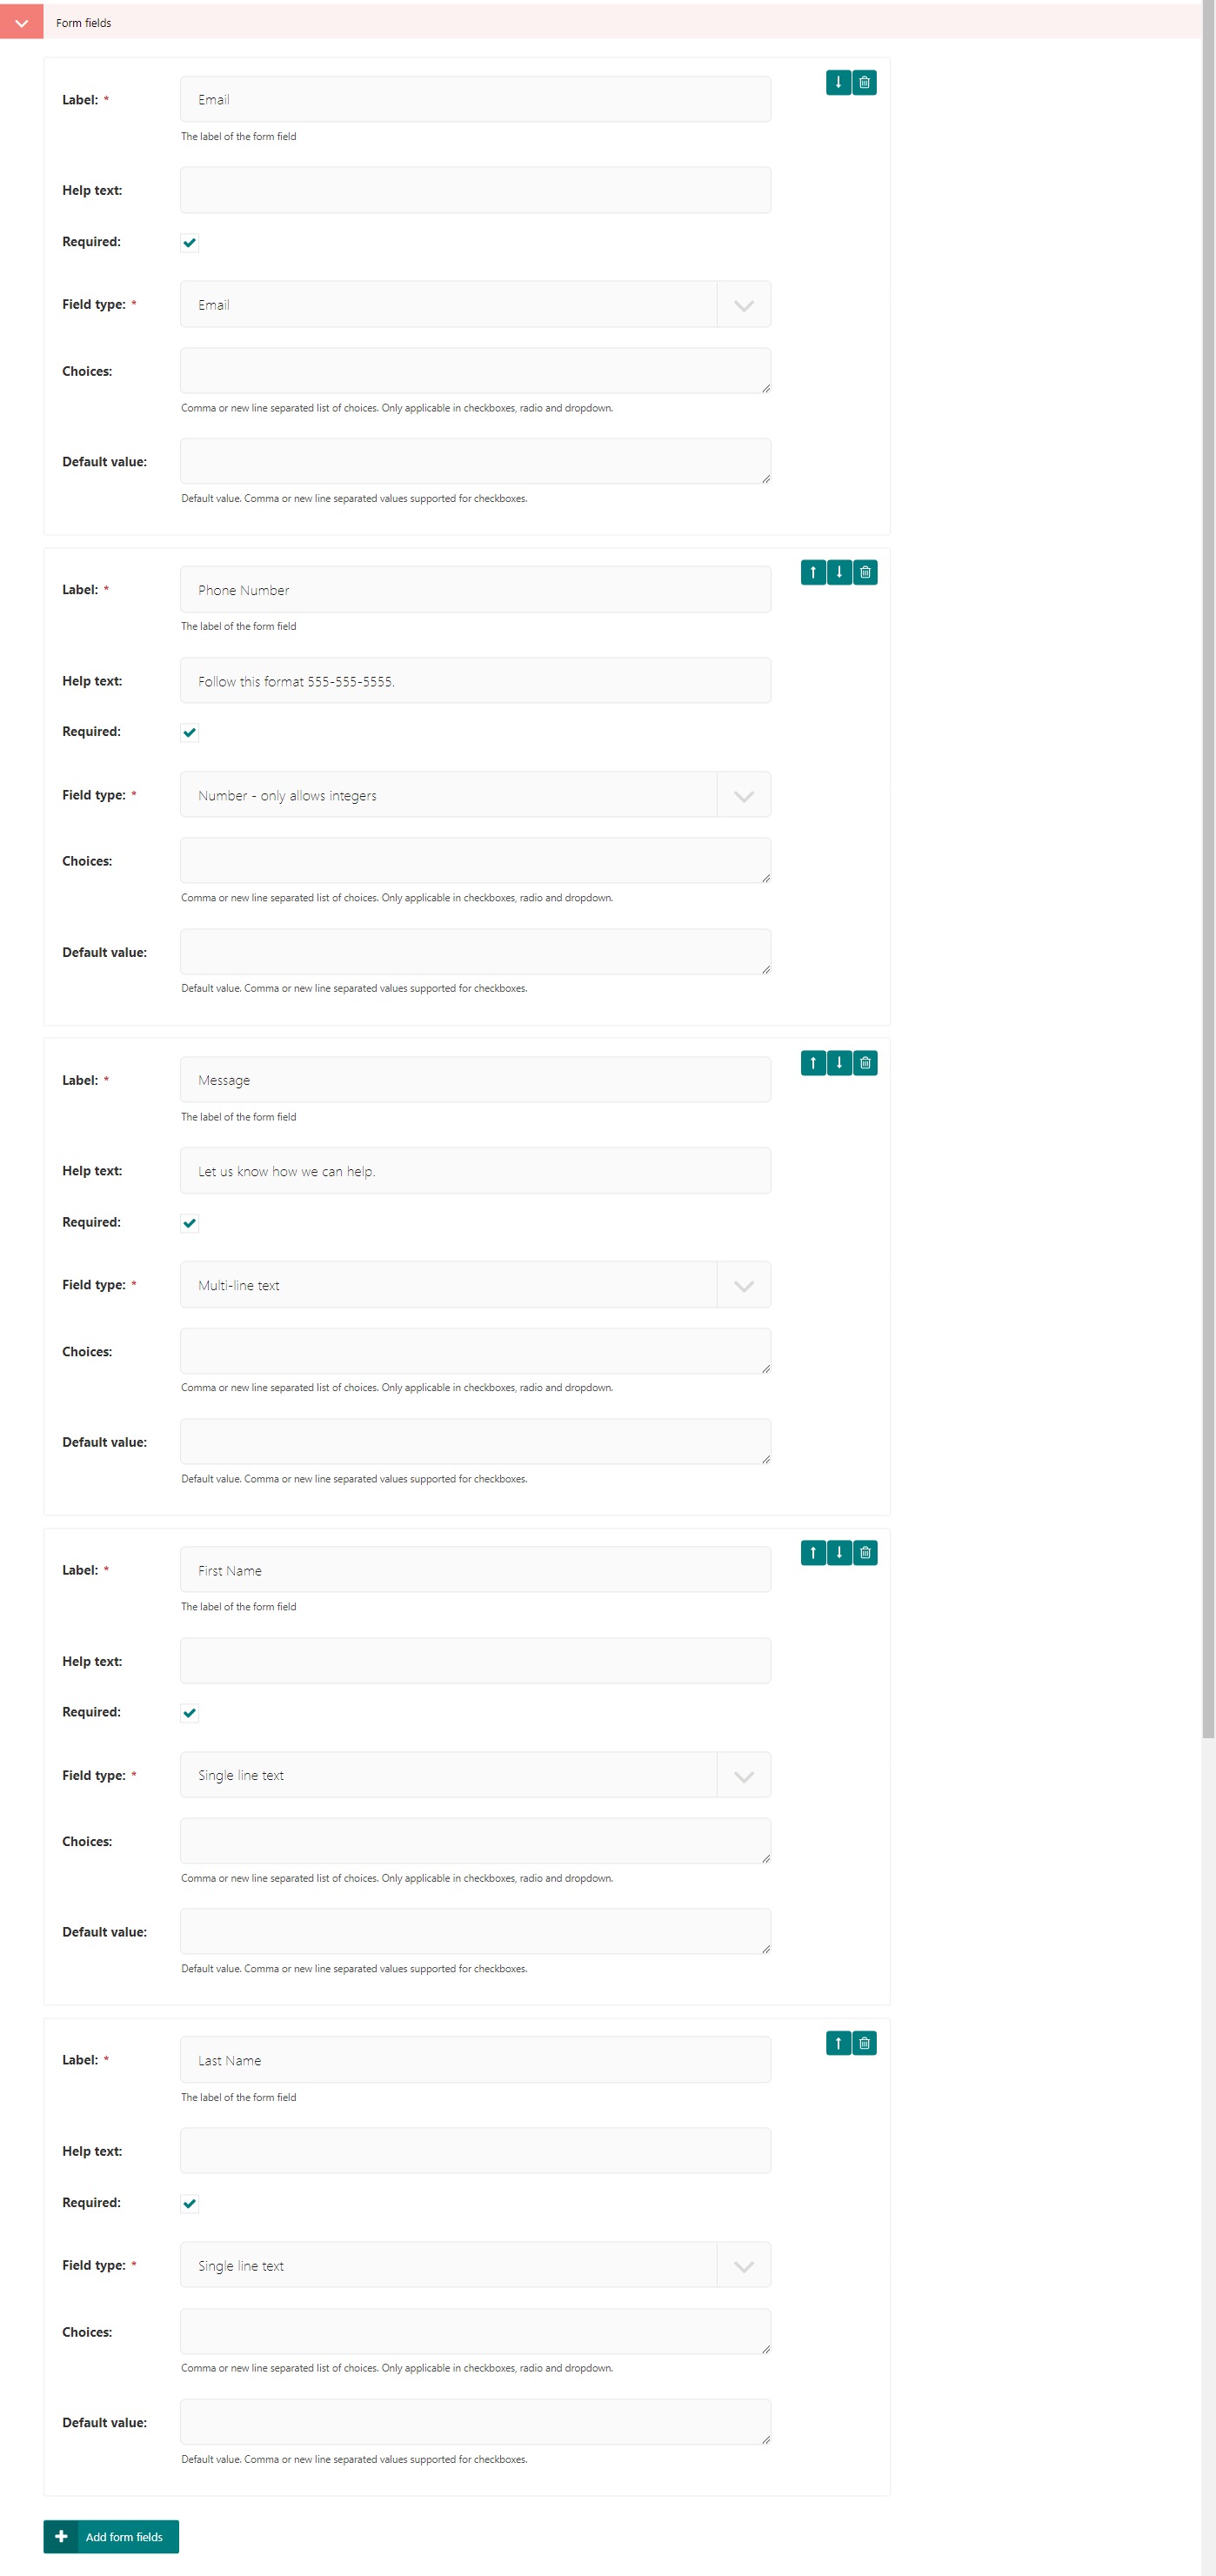 Form fields
Label: *
Email
The label of the form field
Help text:
Required:
Field type: *
Email
Choices:
Comma or new line separated list of choices. Only applicable in checkboxes, radio and dropdown.
Default value:
Default value. Comma or new line separated values supported for checkboxes.
Label: *
Phone Number
The label of the form field
Help text:
Follow this format 555-555-5555.
Required:
Field type: *
Number - only allows integers
Choices:
Comma or new line separated list of choices. Only applicable in checkboxes, radio and dropdown.
Default value:
Default value. Comma or new line separated values supported for checkboxes.
Label: *
Message
The label of the form field
Help text:
Let us know how we can help.
Required:
Field type: *
Multi-line text
Choices:
Comma or new line separated list of choices. Only applicable in checkboxes, radio and dropdown.
Default value:
Default value. Comma or new line separated values supported for checkboxes.
Label: *
First Name
The label of the form field
Help text:
Required:
Field type: *
Single line text
Choices:
Comma or new line separated list of choices. Only applicable in checkboxes, radio and dropdown.
Default value:
Default value. Comma or new line separated values supported for checkboxes.
Label: *
Last Name
The label of the form field
Help text:
Required:
Field type: *
Single line text
Choices:
Comma or new line separated list of choices. Only applicable in checkboxes, radio and dropdown.
Default value:
Default value. Comma or new line separated values supported for checkboxes.
Add form fields